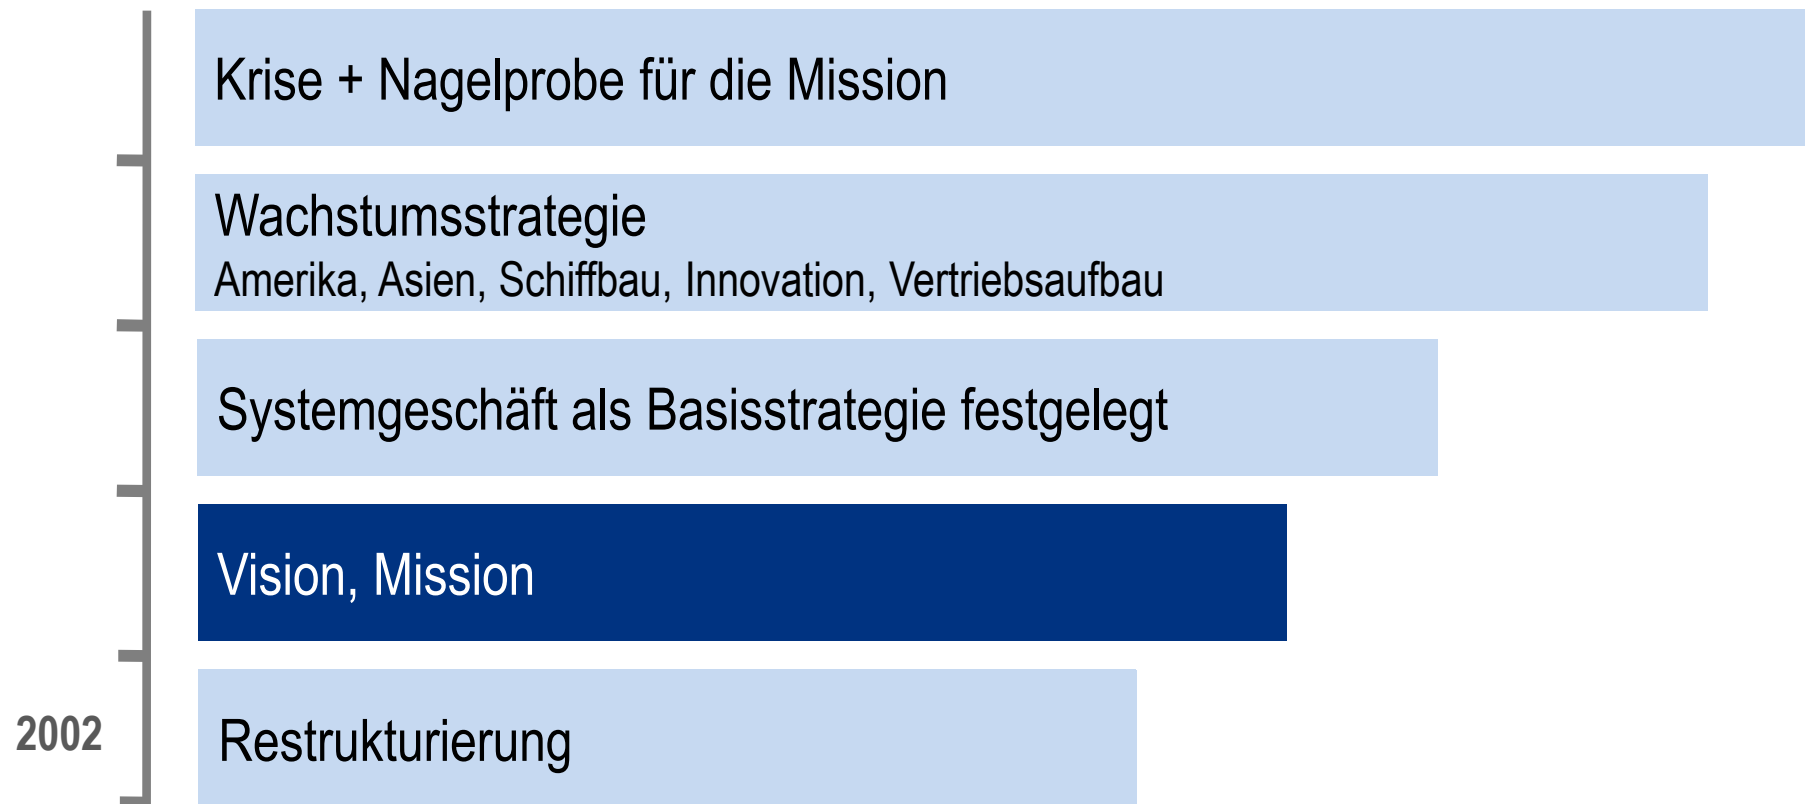 Krise + Nagelprobe für die Mission
Wachstumsstrategie
Amerika, Asien, Schiffbau, Innovation, Vertriebsaufbau
Systemgeschäft als Basisstrategie festgelegt
Vision, Mission
2002
Restrukturierung